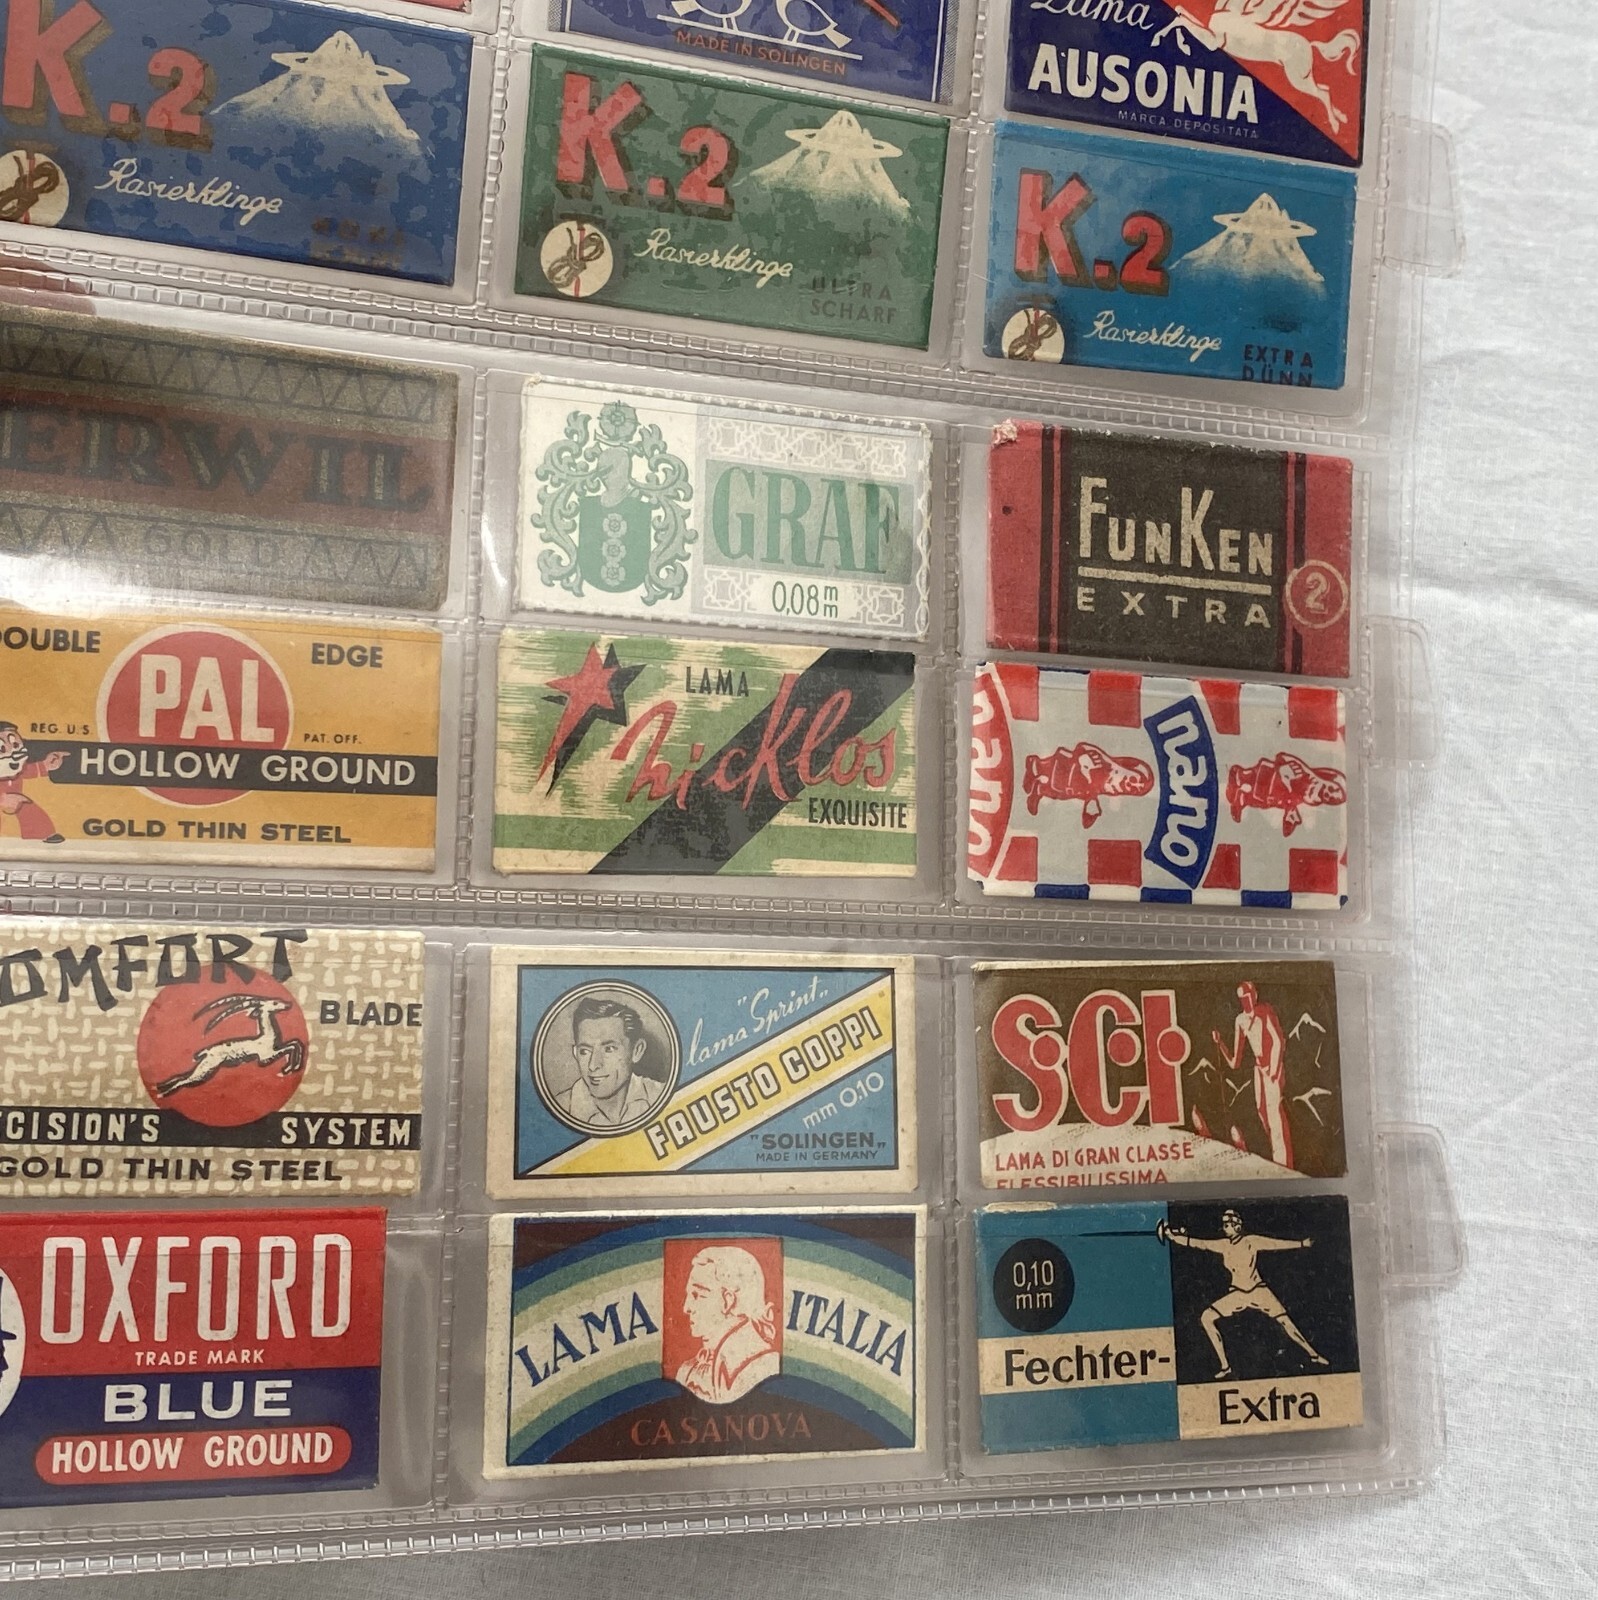 MADE IN SOLINGEN
Lama
AUSONIA
MARCA DEPOSITATA
K.2
Rasierklinge
K.2
Rasierklinge
ULTRA
SCHARF
K.2
Rasierklinge
EXTRA
DÜNN
ERWIL
GOLD
GRAF
0,08 mm
FUNKEN
EXTRA
2
DOUBLE EDGE
PAL
REG. U.S. PAT. OFF.
HOLLOW GROUND
GOLD THIN STEEL
LAMA
Nicklos
EXQUISITE
nano
nano
OMFORT
BLADE
CISION'S SYSTEM
GOLD THIN STEEL
lama "Sprint"
FAUSTO COPPI
mm 0.10
"SOLINGEN"
MADE IN GERMANY
SCI
LAMA DI GRAN CLASSE
FLESSIBILISSIMA
OXFORD
TRADE MARK
BLUE
HOLLOW GROUND
LAMA ITALIA
CASANOVA
0,10
mm
Fechter-
Extra